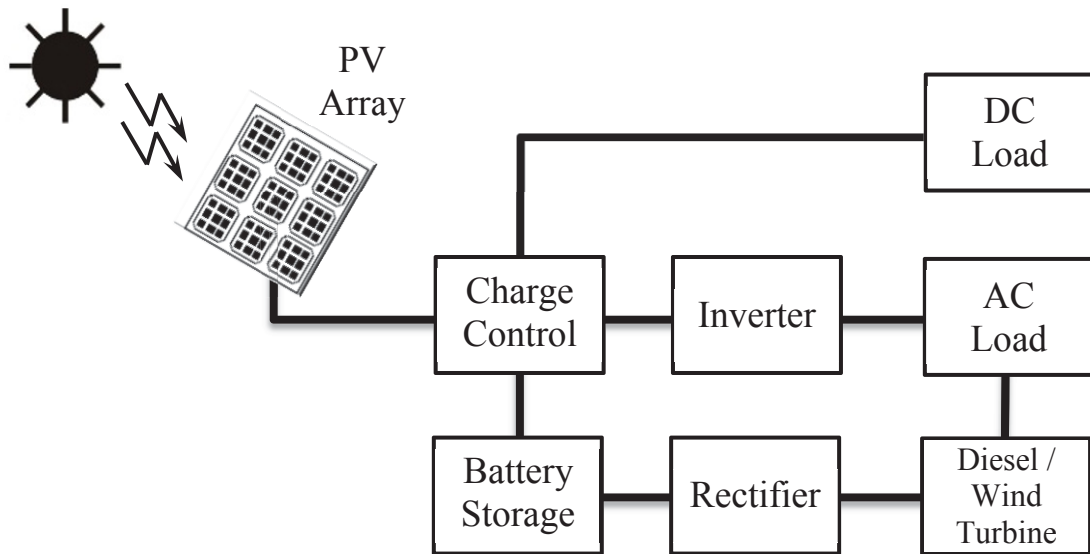 PV
Array
DC
Load
Charge
Control
Inverter
AC
Load
Battery
Storage
Rectifier
Diesel /
Wind
Turbine